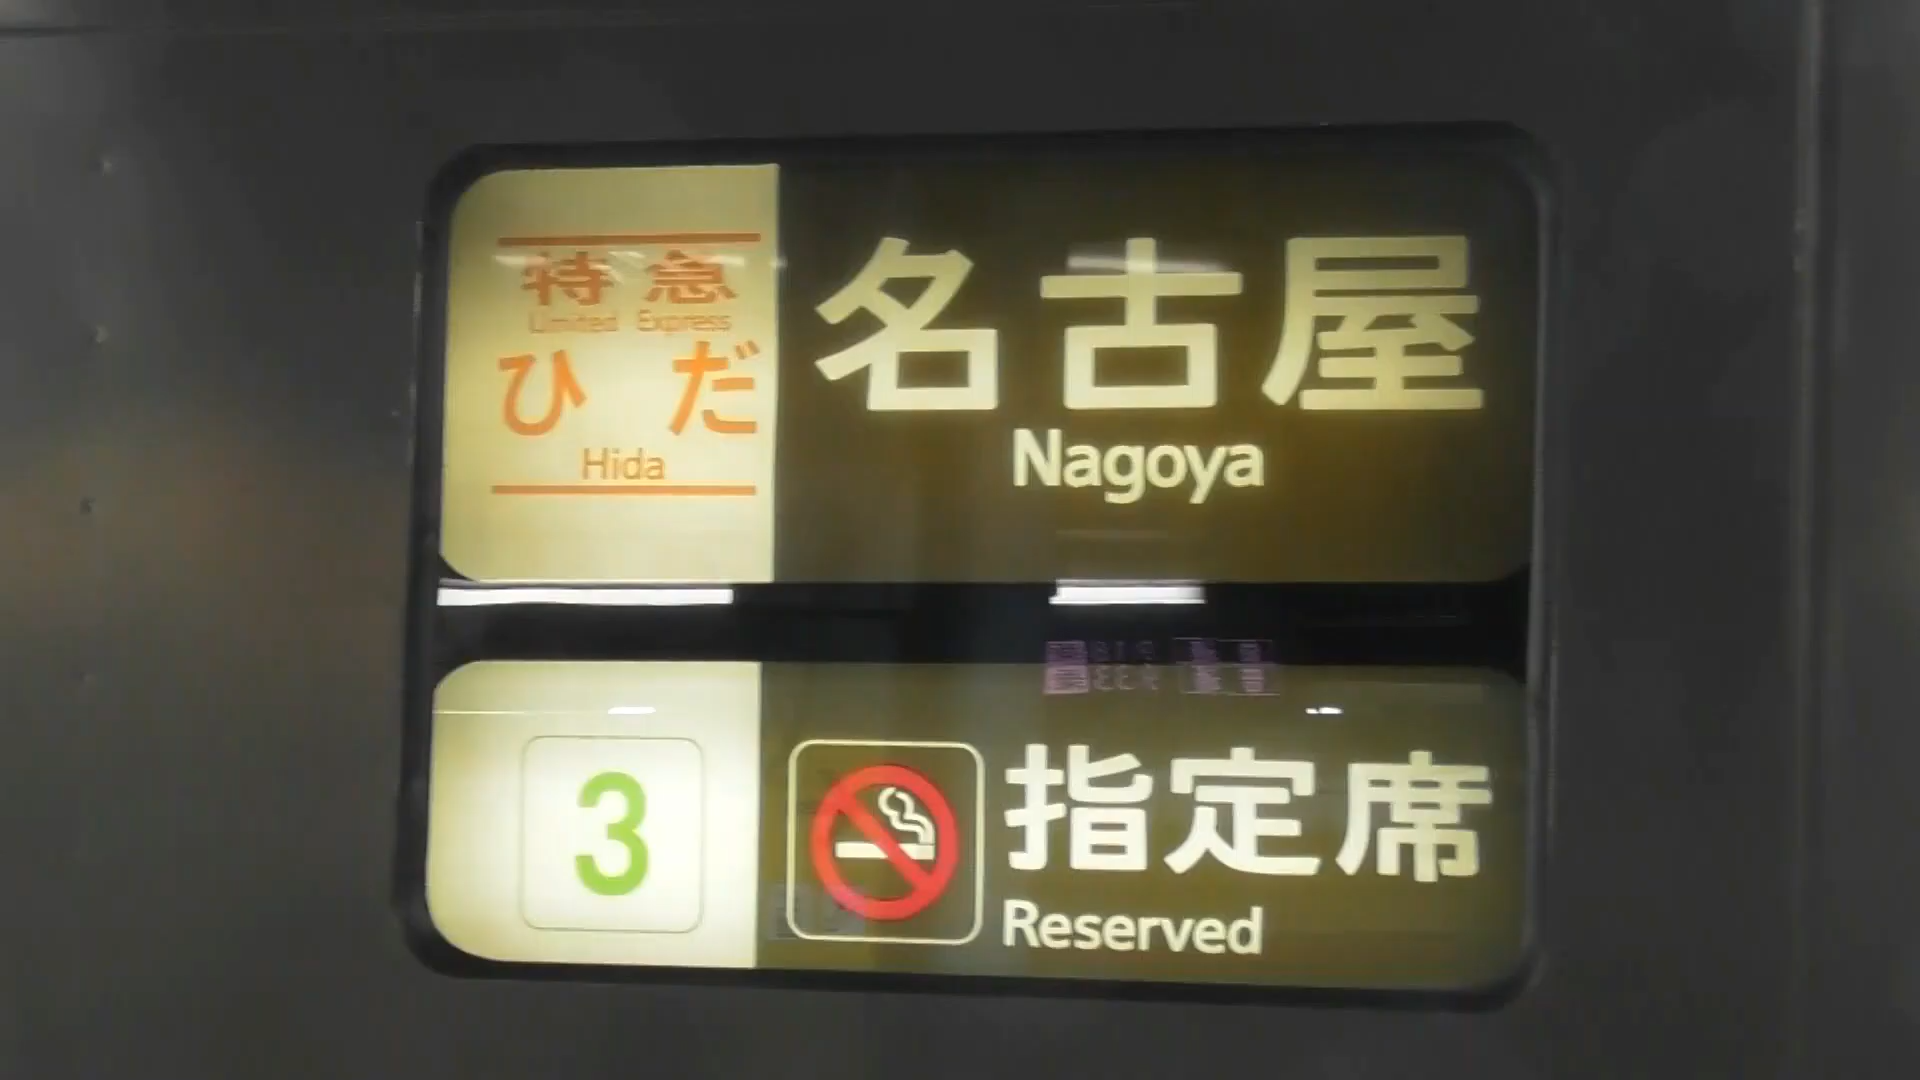 特急
Limited Express
ひだ
Hida
名古屋
Nagoya
3
指定席
Reserved